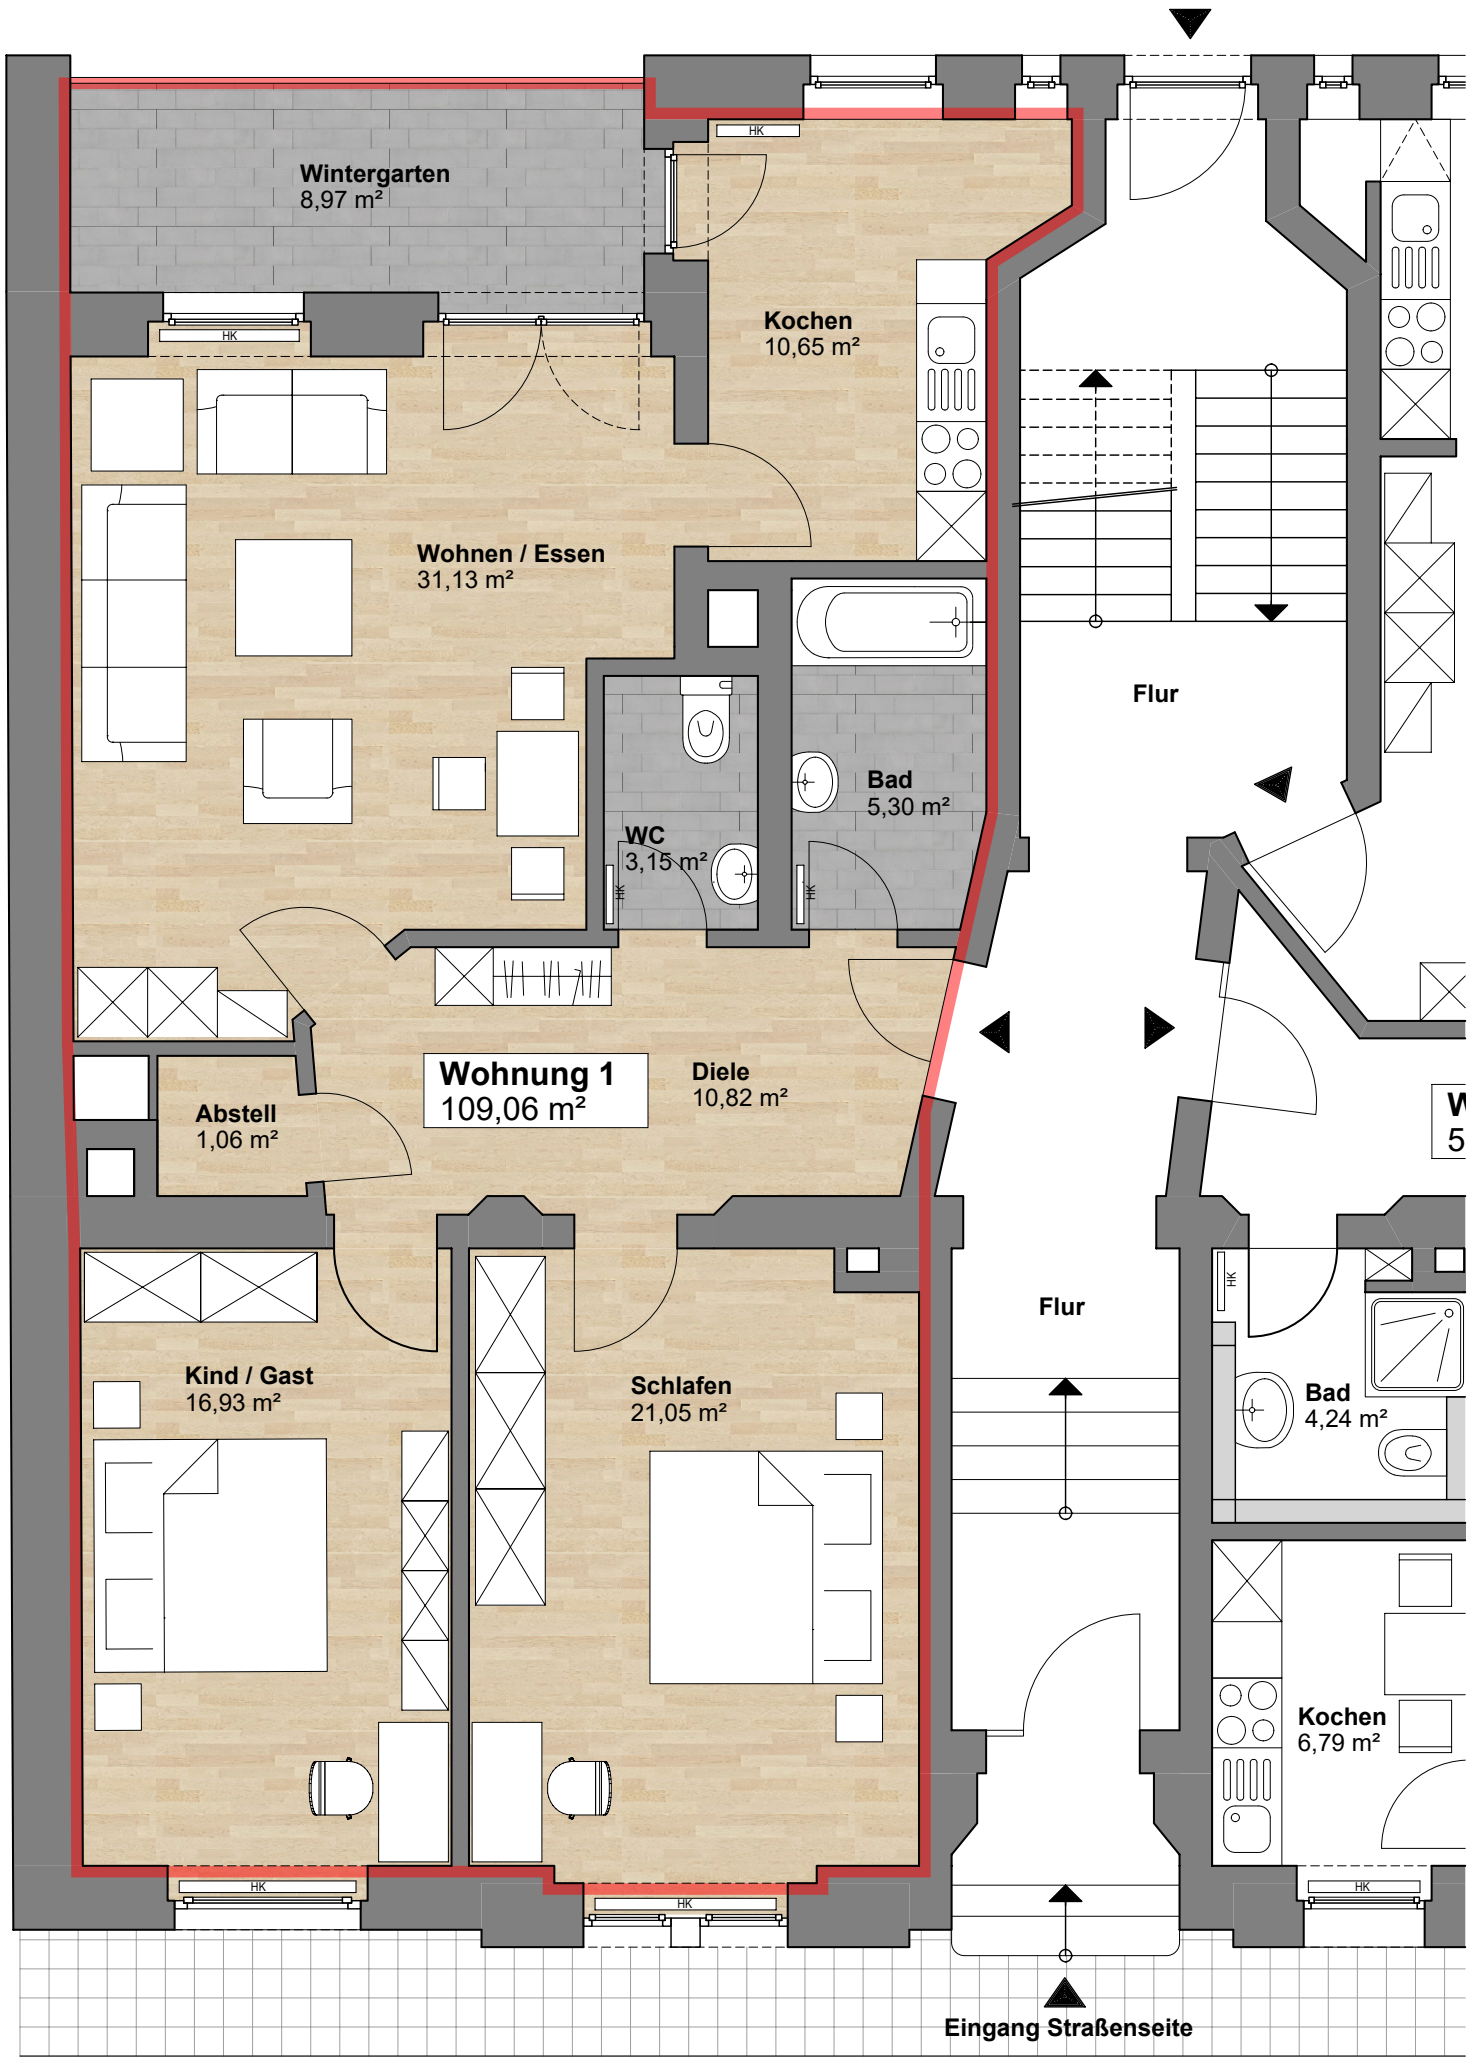 HK
Wintergarten
8,97 m²
HK
Kochen
10,65 m²
Wohnen / Essen
31,13 m²
Flur
Bad
5,30 m²
WC
3,15 m²
HK
HK
Wohnung 1
109,06 m²
Diele
10,82 m²
Abstell
1,06 m²
W
5
HK
Flur
Kind / Gast
16,93 m²
Schlafen
21,05 m²
Bad
4,24 m²
Kochen
6,79 m²
HK
HK
HK
Eingang Straßenseite